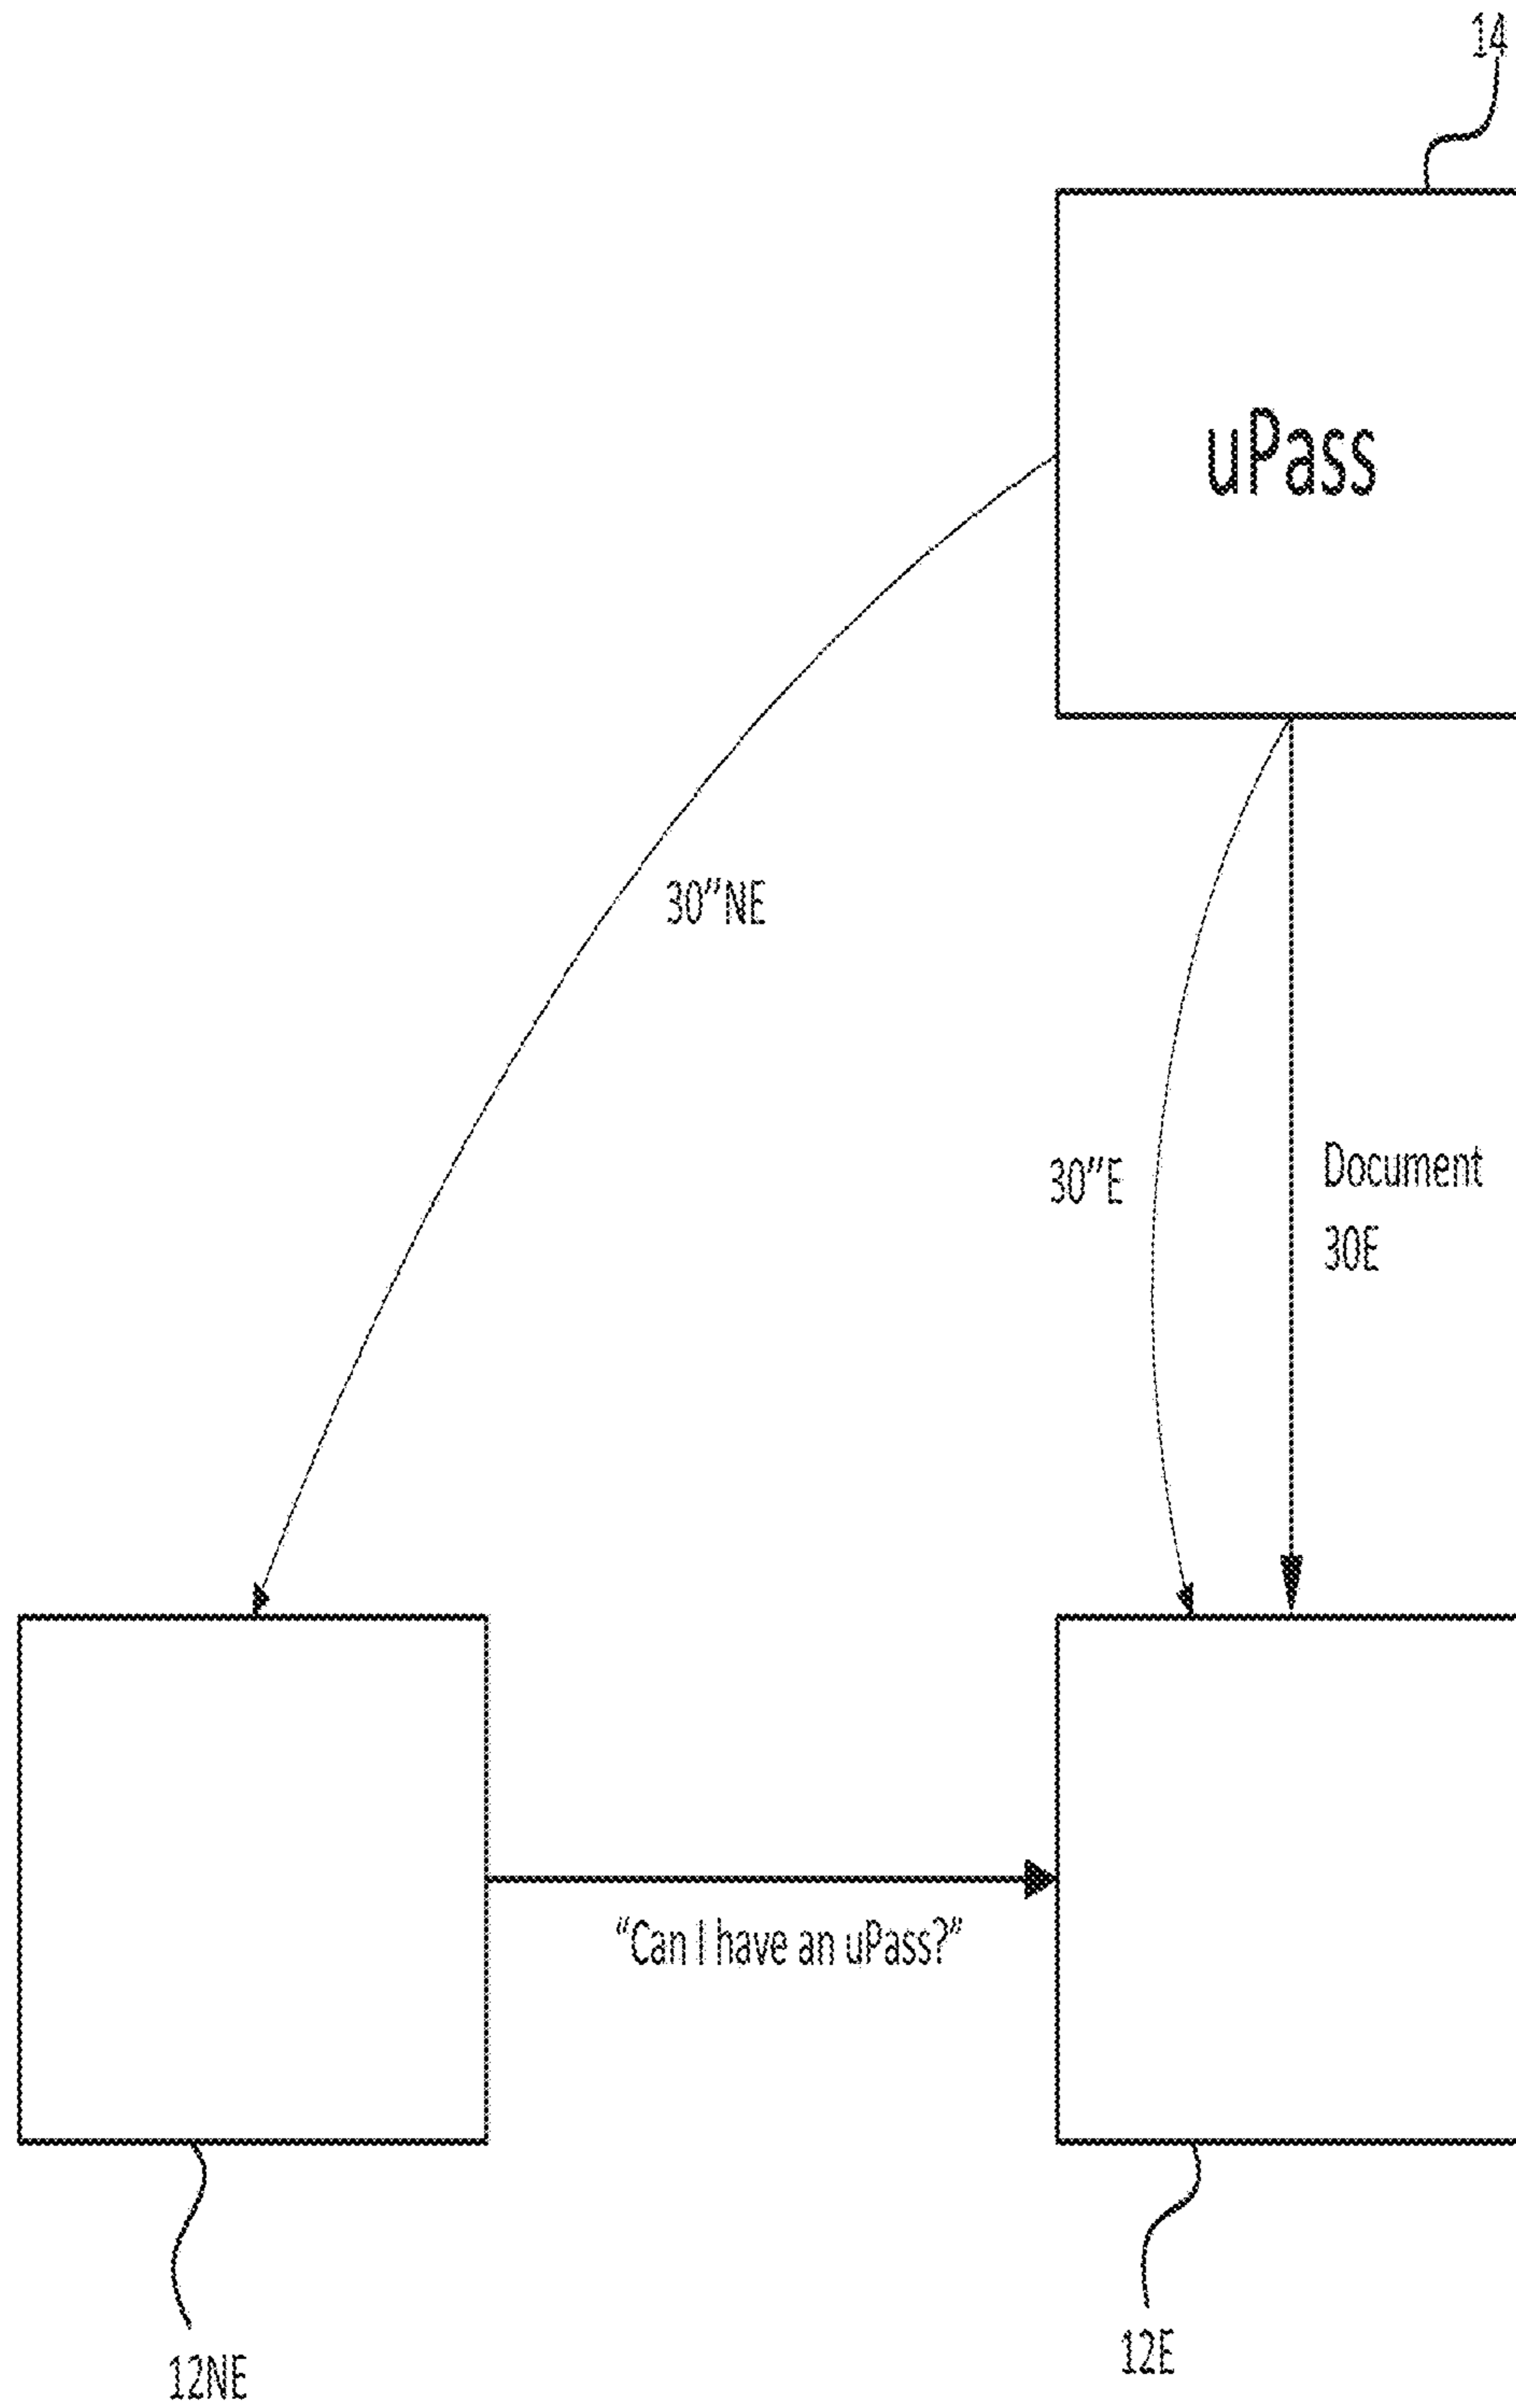 14
uPass
30"NE
30"E
Document
30E
"Can I have an uPass?"
12NE
12E